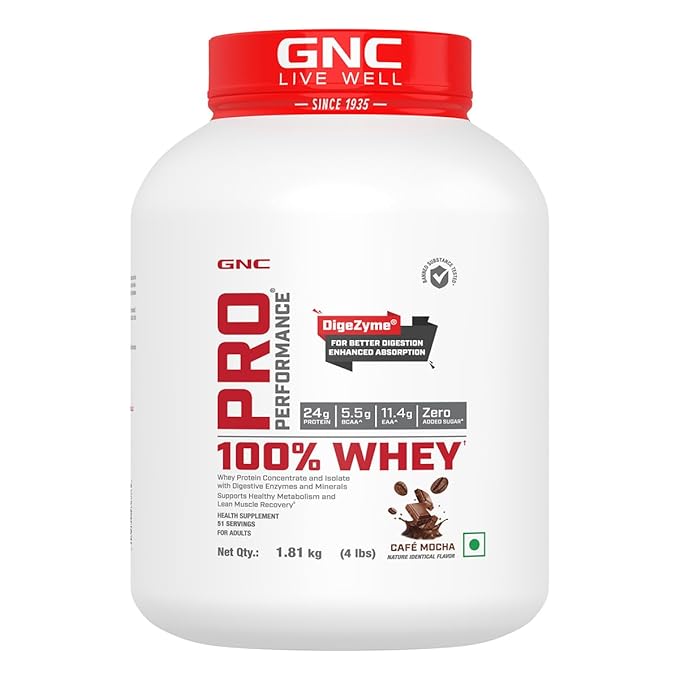 GNC
LIVE WELL
SINCE 1935
GNC
BANNED SUBSTANCE TESTED
PRO
PERFORMANCE®
DigeZyme®
FOR BETTER DIGESTION
ENHANCED ABSORPTION
24g PROTEIN 5.5g BCAA^ 11.4g EAA^ Zero ADDED SUGAR*
100% WHEY†
Whey Protein Concentrate and Isolate
with Digestive Enzymes and Minerals
Supports Healthy Metabolism and
Lean Muscle Recovery
HEALTH SUPPLEMENT
51 SERVINGS
FOR ADULTS
Net Qty.: 1.81 kg (4 lbs)
CAFÉ MOCHA
NATURE IDENTICAL FLAVOR